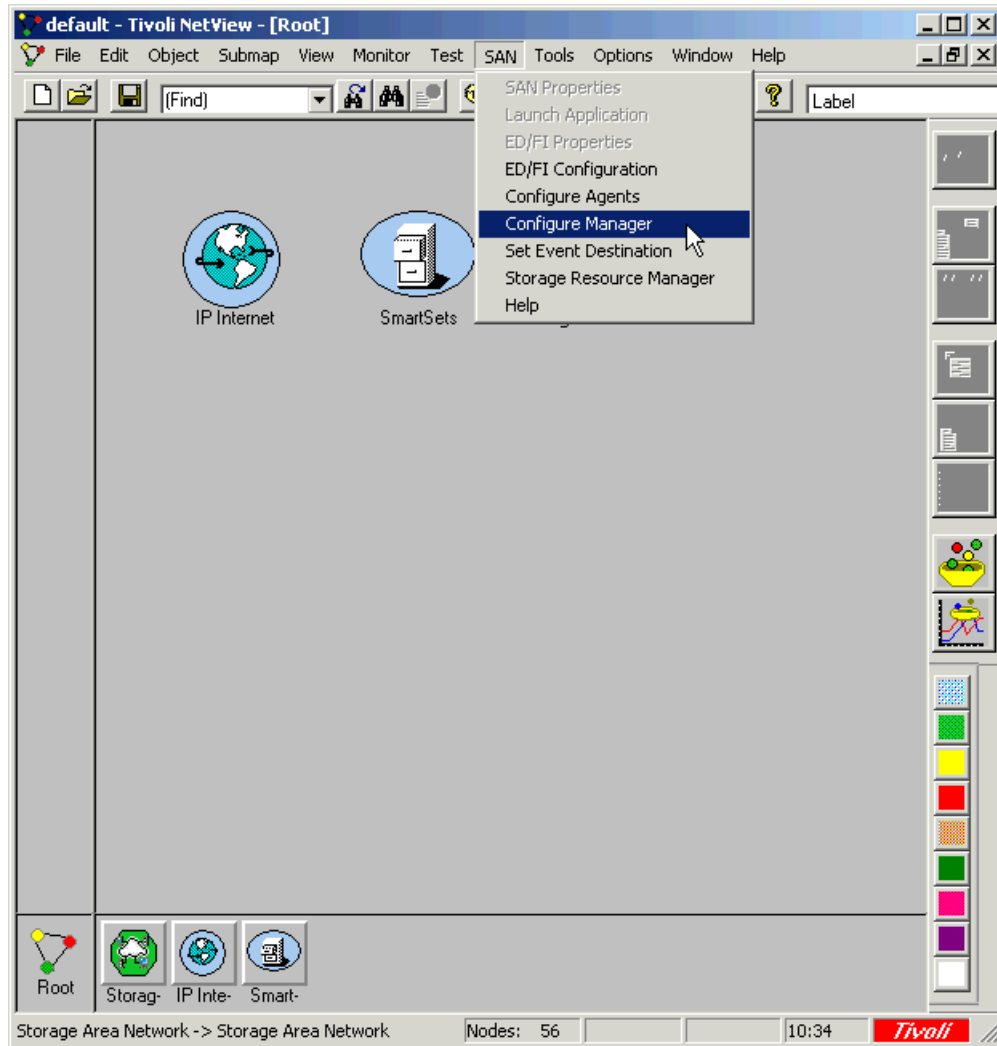 default - Tivoli NetView - [Root]
File Edit Object Submap View Monitor Test SAN Tools Options Window Help
(Find)
Label
SAN Properties
Launch Application
ED/FI Properties
ED/FI Configuration
Configure Agents
Configure Manager
Set Event Destination
Storage Resource Manager
Help
IP Internet
SmartSets
Root
Storag-
IP Inte-
Smart-
Storage Area Network -> Storage Area Network
Nodes: 56
10:34
Tivoli